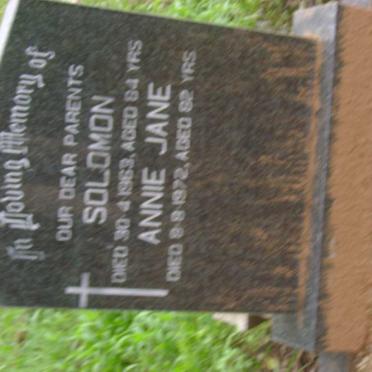 In Loving Memory of
OUR DEAR PARENTS
SOLOMON
DIED 30-4-1963, AGED 84 YRS
ANNIE JANE
DIED 8-8-1972, AGED 82 YRS